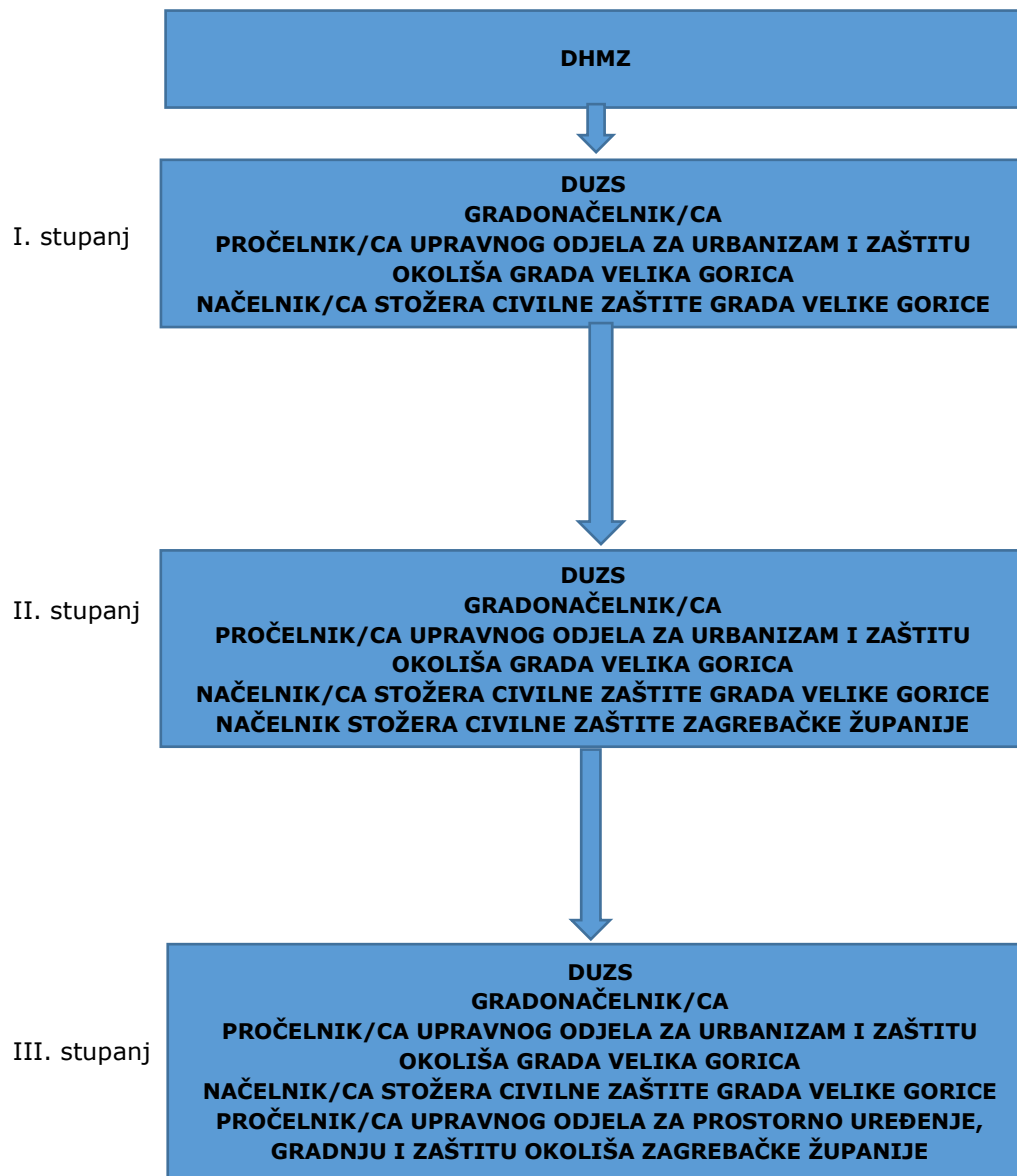 DHMZ
I. stupanj
DUZS
GRADONAČELNIK/CA
PROČELNIK/CA UPRAVNOG ODJELA ZA URBANIZAM I ZAŠTITU
OKOLIŠA GRADA VELIKA GORICA
NAČELNIK/CA STOŽERA CIVILNE ZAŠTITE GRADA VELIKE GORICE
II. stupanj
DUZS
GRADONAČELNIK/CA
PROČELNIK/CA UPRAVNOG ODJELA ZA URBANIZAM I ZAŠTITU
OKOLIŠA GRADA VELIKA GORICA
NAČELNIK/CA STOŽERA CIVILNE ZAŠTITE GRADA VELIKE GORICE
NAČELNIK STOŽERA CIVILNE ZAŠTITE ZAGREBAČKE ŽUPANIJE
III. stupanj
DUZS
GRADONAČELNIK/CA
PROČELNIK/CA UPRAVNOG ODJELA ZA URBANIZAM I ZAŠTITU
OKOLIŠA GRADA VELIKA GORICA
NAČELNIK/CA STOŽERA CIVILNE ZAŠTITE GRADA VELIKE GORICE
PROČELNIK/CA UPRAVNOG ODJELA ZA PROSTORNO UREĐENJE,
GRADNJU I ZAŠTITU OKOLIŠA ZAGREBAČKE ŽUPANIJE